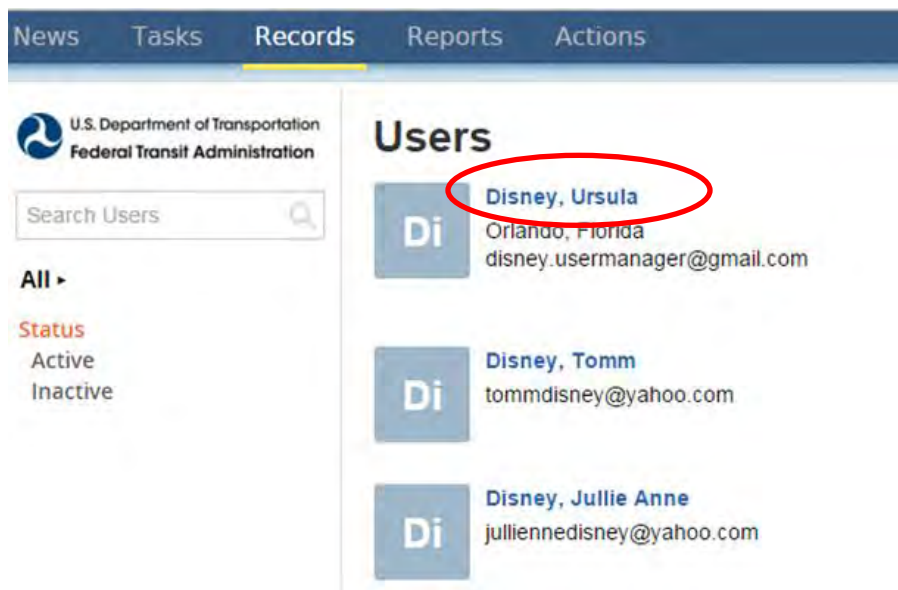 News Tasks Records Reports Actions
U.S. Department of Transportation
Federal Transit Administration
Search Users
All ▸
Status
Active
Inactive
Users
Di
Disney, Ursula
Orlando, Florida
disney.usermanager@gmail.com
Di
Disney, Tomm
tommdisney@yahoo.com
Di
Disney, Jullie Anne
julliennedisney@yahoo.com